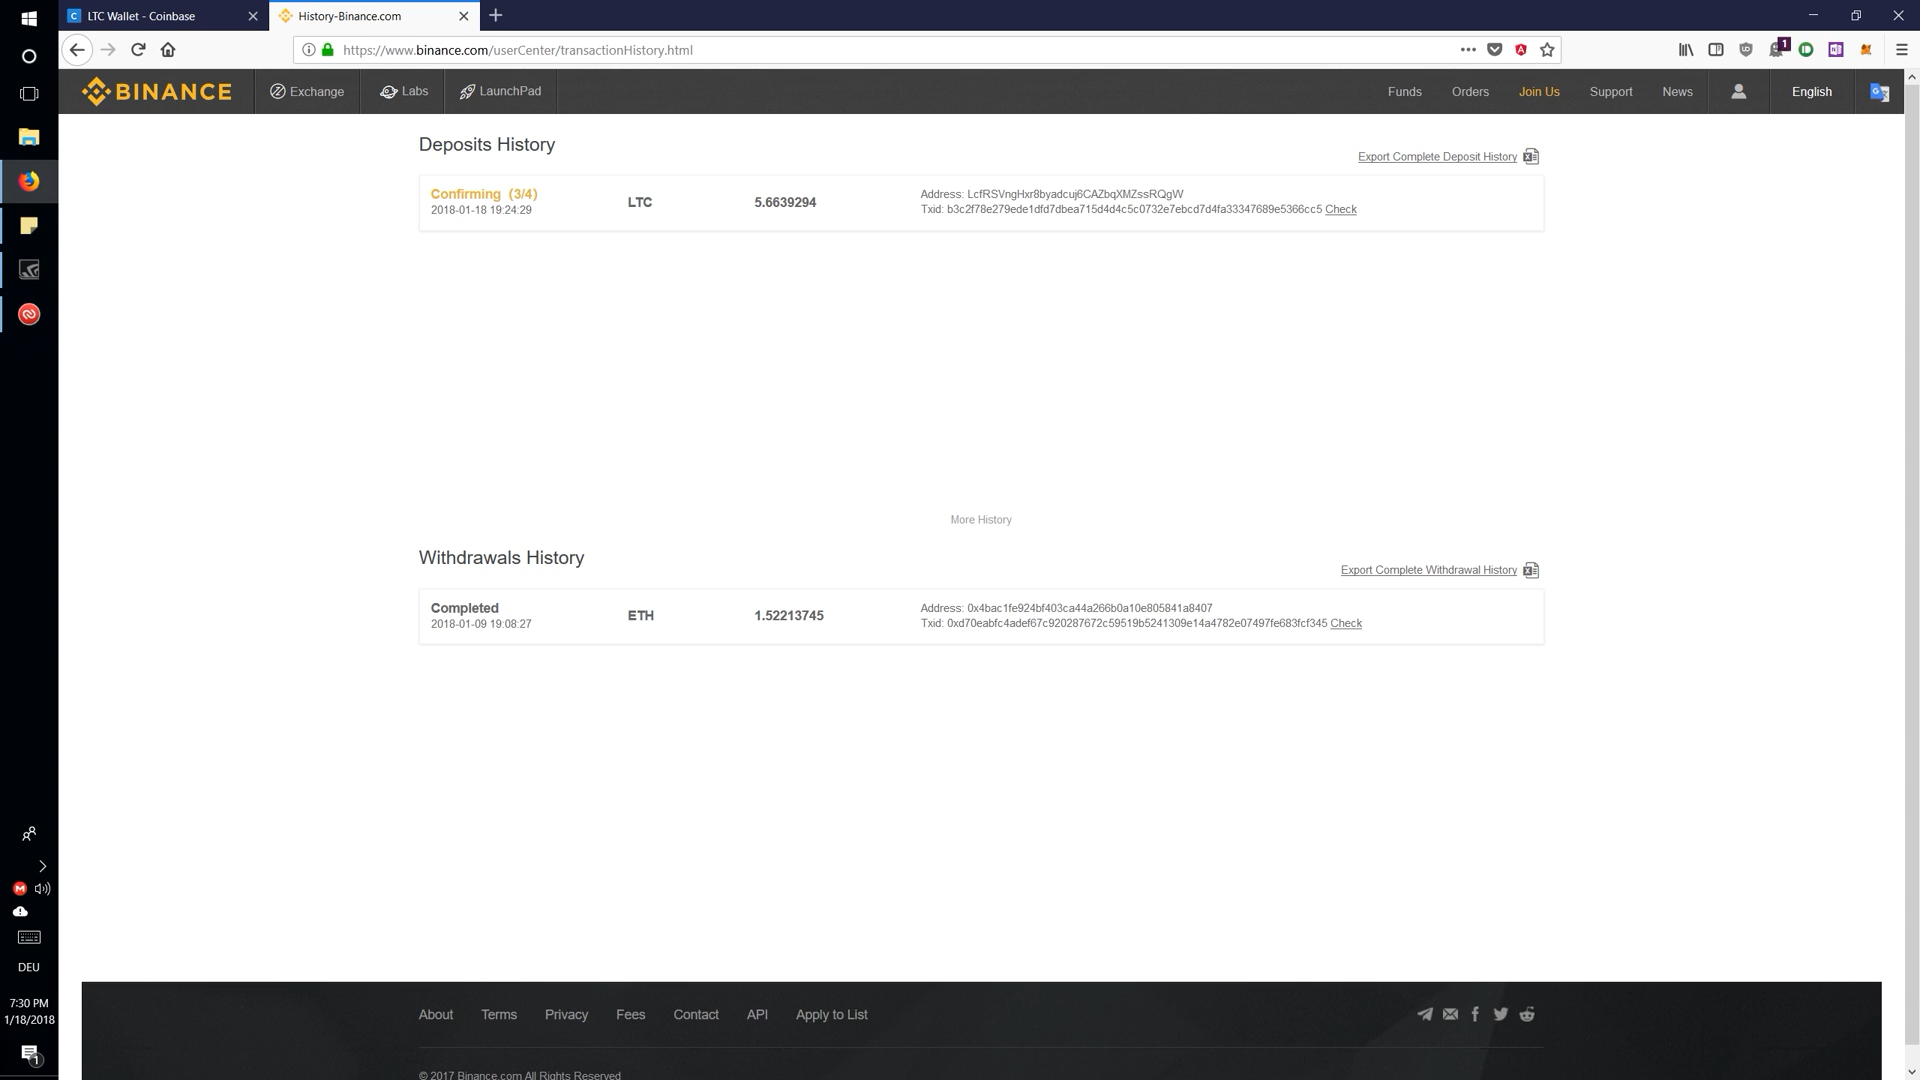 LTC Wallet - Coinbase
History-Binance.com
https://www.binance.com/userCenter/transactionHistory.html
1
BINANCE
Exchange
Labs
LaunchPad
Funds
Orders
Join Us
Support
News
English
Deposits History
Export Complete Deposit History
Confirming (3/4)
2018-01-18 19:24:29
LTC
5.6639294
Address: LcfRSVngHxr8byadcuj6CAZbqXMZssRQgW
Txid: b3c2f78e279ede1dfd7dbea715d4d4c5c0732e7ebcd7d4fa33347689e5366cc5 Check
More History
Withdrawals History
Export Complete Withdrawal History
Completed
2018-01-09 19:08:27
ETH
1.52213745
Address: 0x4bac1fe924bf403ca44a266b0a10e805841a8407
Txid: 0xd70eabfc4adef67c920287672c59519b5241309e14a4782e07497fe683fcf345 Check
DEU
7:30 PM
1/18/2018
1
About
Terms
Privacy
Fees
Contact
API
Apply to List
© 2017 Binance.com All Rights Reserved